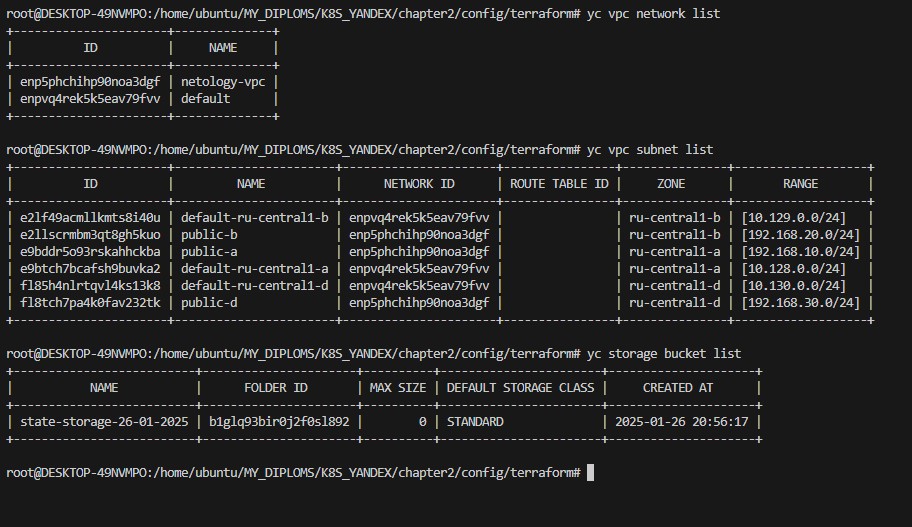 root@DESKTOP-49NVMPO:/home/ubuntu/MY_DIPLOMS/K8S_YANDEX/chapter2/config/terraform# yc vpc network list
+----------------------+--------------+
|          ID          |     NAME     |
+----------------------+--------------+
| enp5phchihp90noa3dgf | netology-vpc |
| enpvq4rek5k5eav79fvv | default      |
+----------------------+--------------+
root@DESKTOP-49NVMPO:/home/ubuntu/MY_DIPLOMS/K8S_YANDEX/chapter2/config/terraform# yc vpc subnet list
+----------------------+-----------------------+----------------------+----------------+---------------+-------------------+
|          ID          |         NAME          |      NETWORK ID      | ROUTE TABLE ID |     ZONE      |       RANGE       |
+----------------------+-----------------------+----------------------+----------------+---------------+-------------------+
| e2lf49acmllkmts8i40u | default-ru-central1-b | enpvq4rek5k5eav79fvv |                | ru-central1-b | [10.129.0.0/24]   |
| e2llscrmbm3qt8gh5kuo | public-b              | enp5phchihp90noa3dgf |                | ru-central1-b | [192.168.20.0/24] |
| e9bddr5o93rskahhckba | public-a              | enp5phchihp90noa3dgf |                | ru-central1-a | [192.168.10.0/24] |
| e9btch7bcafsh9buvka2 | default-ru-central1-a | enpvq4rek5k5eav79fvv |                | ru-central1-a | [10.128.0.0/24]   |
| fl85h4nlrtqvl4ks13k8 | default-ru-central1-d | enpvq4rek5k5eav79fvv |                | ru-central1-d | [10.130.0.0/24]   |
| fl8tch7pa4k0fav232tk | public-d              | enp5phchihp90noa3dgf |                | ru-central1-d | [192.168.30.0/24] |
+----------------------+-----------------------+----------------------+----------------+---------------+-------------------+
root@DESKTOP-49NVMPO:/home/ubuntu/MY_DIPLOMS/K8S_YANDEX/chapter2/config/terraform# yc storage bucket list
+--------------------------+----------------------+----------+-----------------------+---------------------+
|           NAME           |      FOLDER ID       | MAX SIZE | DEFAULT STORAGE CLASS |     CREATED AT      |
+--------------------------+----------------------+----------+-----------------------+---------------------+
| state-storage-26-01-2025 | b1glq93bir0j2f0sl892 |        0 | STANDARD              | 2025-01-26 20:56:17 |
+--------------------------+----------------------+----------+-----------------------+---------------------+
root@DESKTOP-49NVMPO:/home/ubuntu/MY_DIPLOMS/K8S_YANDEX/chapter2/config/terraform#